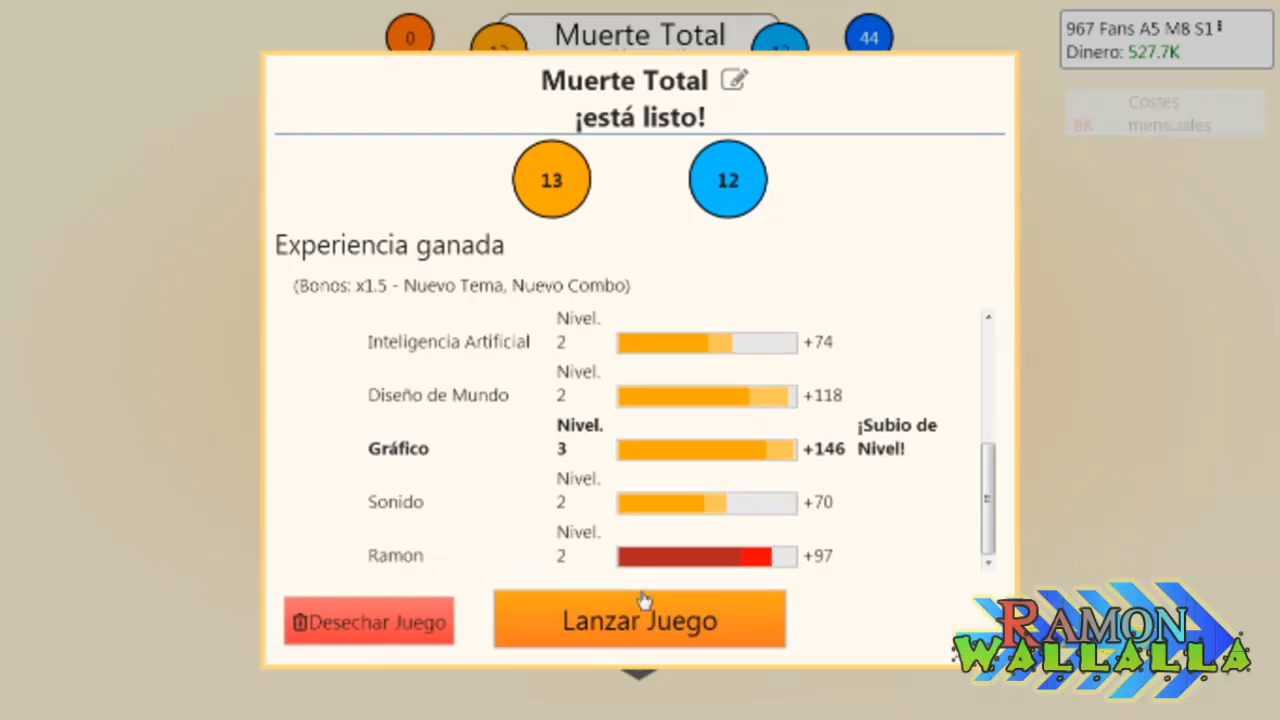 0
Muerte Total
44
967 Fans A5 M8 S1
Dinero: 527.7K
Costes
8K mensuales
Muerte Total
¡está listo!
13
12
Experiencia ganada
(Bonos: x1.5 - Nuevo Tema, Nuevo Combo)
Nivel.
Inteligencia Artificial 2 +74
Nivel.
Diseño de Mundo 2 +118
Nivel. ¡Subio de
Gráfico 3 +146 Nivel!
Nivel.
Sonido 2 +70
Nivel.
Ramon 2 +97
Desechar Juego
Lanzar Juego
RAMON
WALLALLA